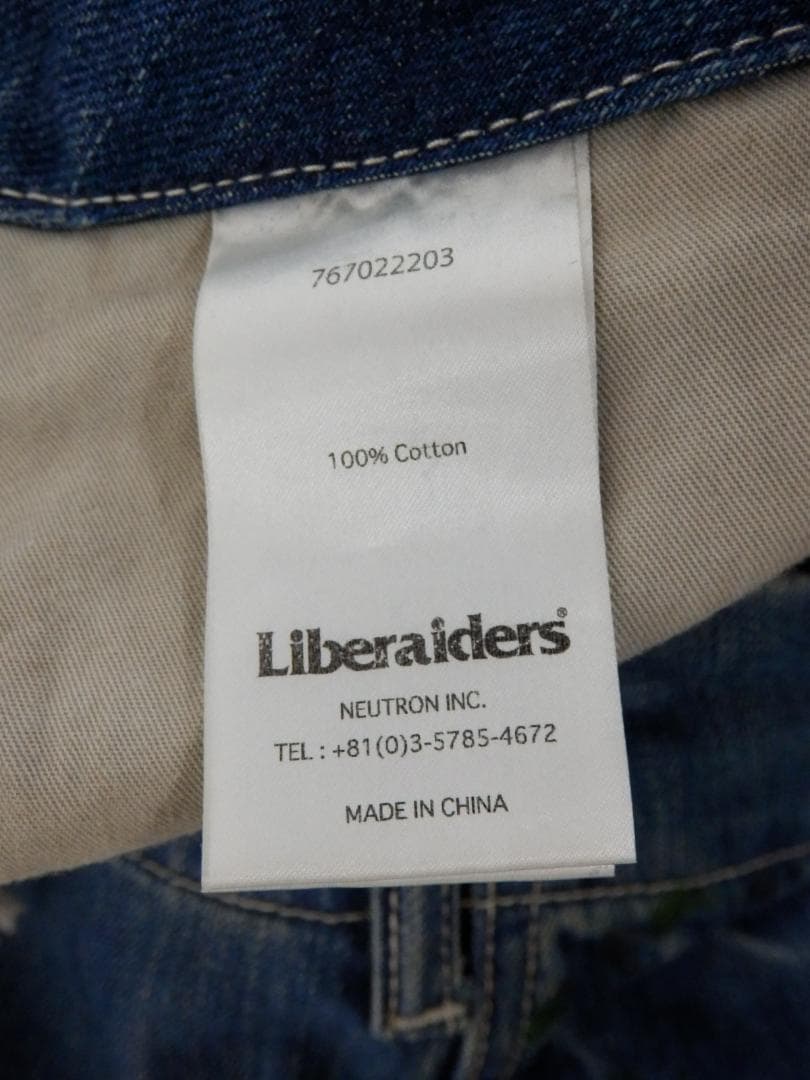 767022203
100% Cotton
Liberaiders®
NEUTRON INC.
TEL : +81(0)3-5785-4672
MADE IN CHINA